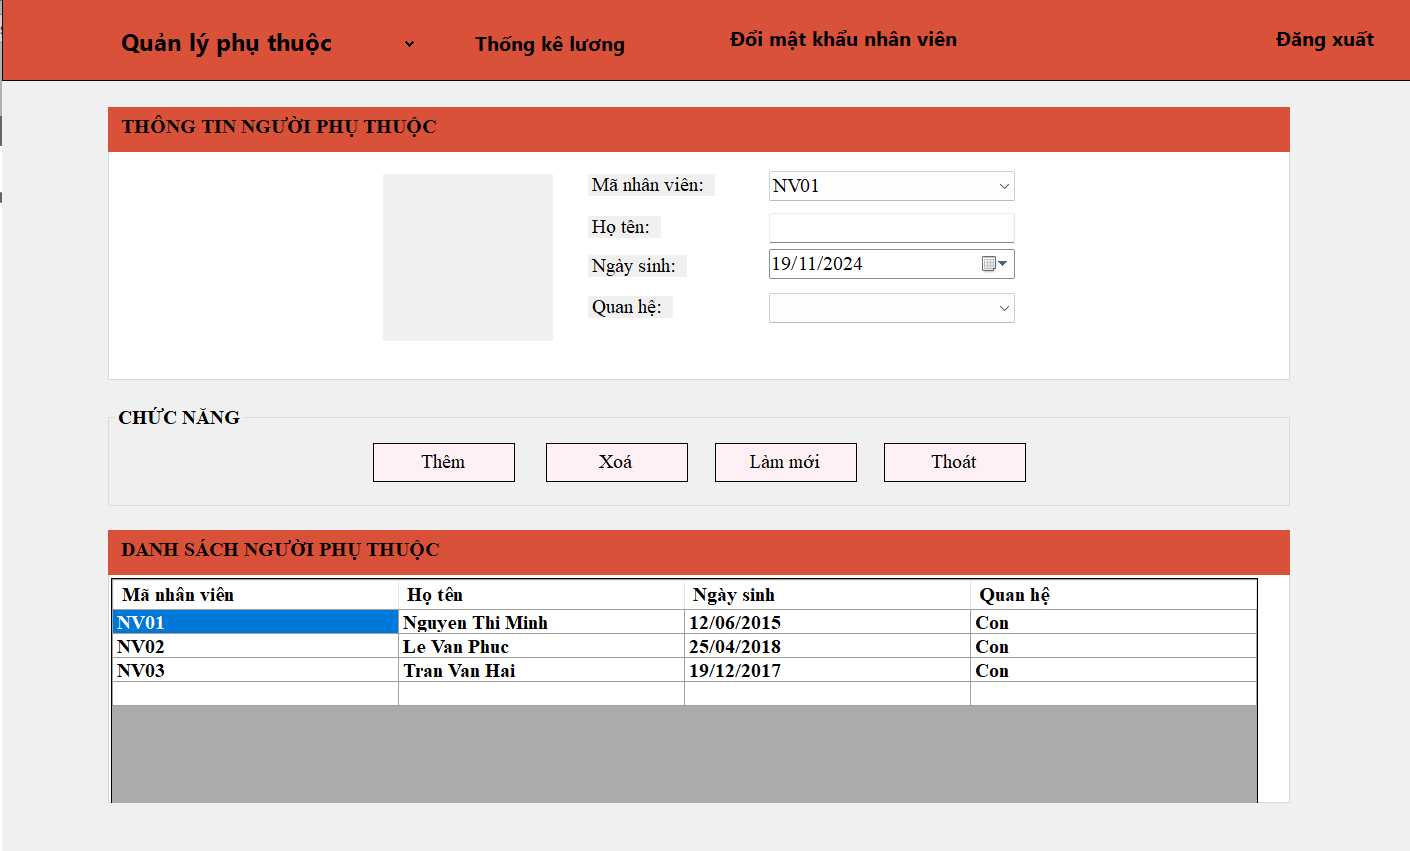 Quản lý phụ thuộc
Thống kê lương
Đổi mật khẩu nhân viên
Đăng xuất
THÔNG TIN NGƯỜI PHỤ THUỘC
Mã nhân viên: NV01
Họ tên:
Ngày sinh: 19/11/2024
Quan hệ:
CHỨC NĂNG
Thêm Xoá Làm mới Thoát
DANH SÁCH NGƯỜI PHỤ THUỘC
Mã nhân viên Họ tên Ngày sinh Quan hệ
NV01 Nguyen Thi Minh 12/06/2015 Con
NV02 Le Van Phuc 25/04/2018 Con
NV03 Tran Van Hai 19/12/2017 Con